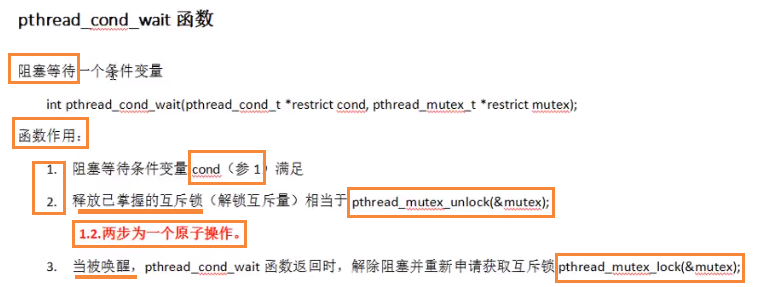 pthread_cond_wait 函数
阻塞等待一个条件变量
int pthread_cond_wait(pthread_cond_t *restrict cond, pthread_mutex_t *restrict mutex);
函数作用：
1. 阻塞等待条件变量 cond（参 1）满足
2. 释放已掌握的互斥锁（解锁互斥量）相当于 pthread_mutex_unlock(&mutex);
1.2.两步为一个原子操作。
3. 当被唤醒，pthread_cond_wait 函数返回时，解除阻塞并重新申请获取互斥锁 pthread_mutex_lock(&mutex);